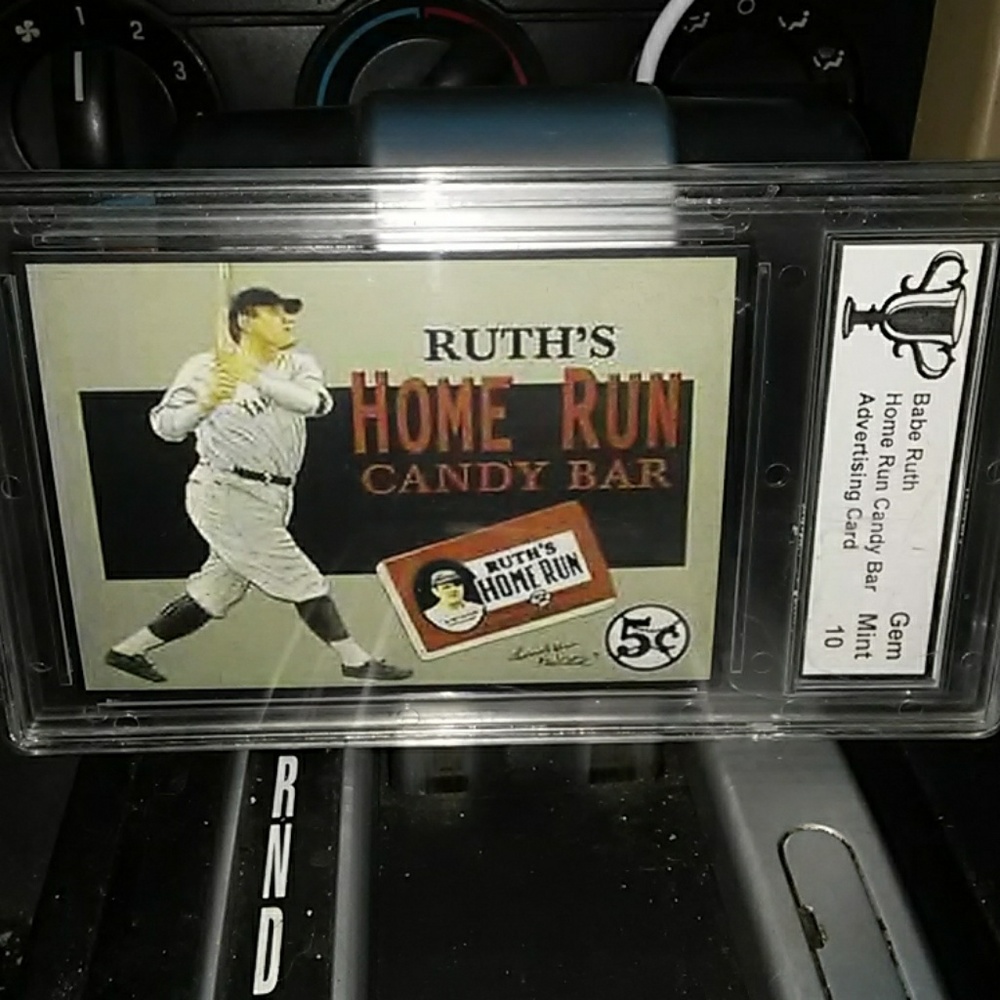 1
2
3
RUTH'S
HOME RUN
CANDY BAR
YAN
RUTH'S
HOME RUN
5¢
Babe Ruth
Home Run Candy Bar
Advertising Card
Gem
Mint
10
R
N
D